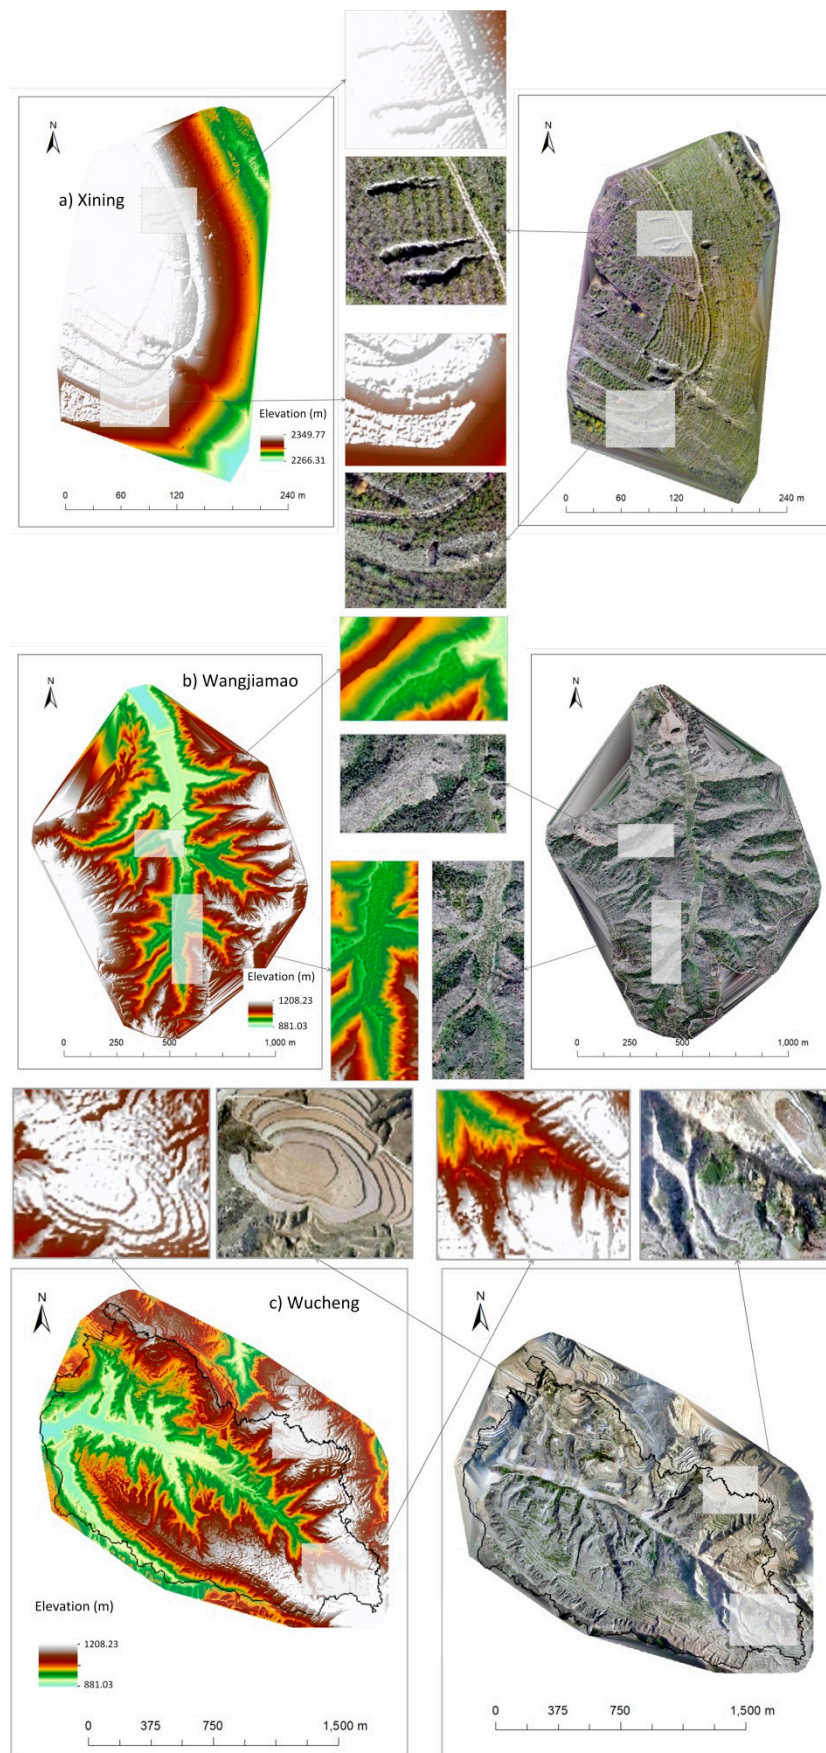 N
a) Xining
Elevation (m)
2349.77
2266.31
0 60 120 240 m
N
0 60 120 240 m
N
b) Wangjiamao
Elevation (m)
1208.23
881.03
0 250 500 1,000 m
N
0 250 500 1,000 m
N
c) Wucheng
Elevation (m)
1208.23
881.03
0 375 750 1,500 m
N
0 375 750 1,500 m